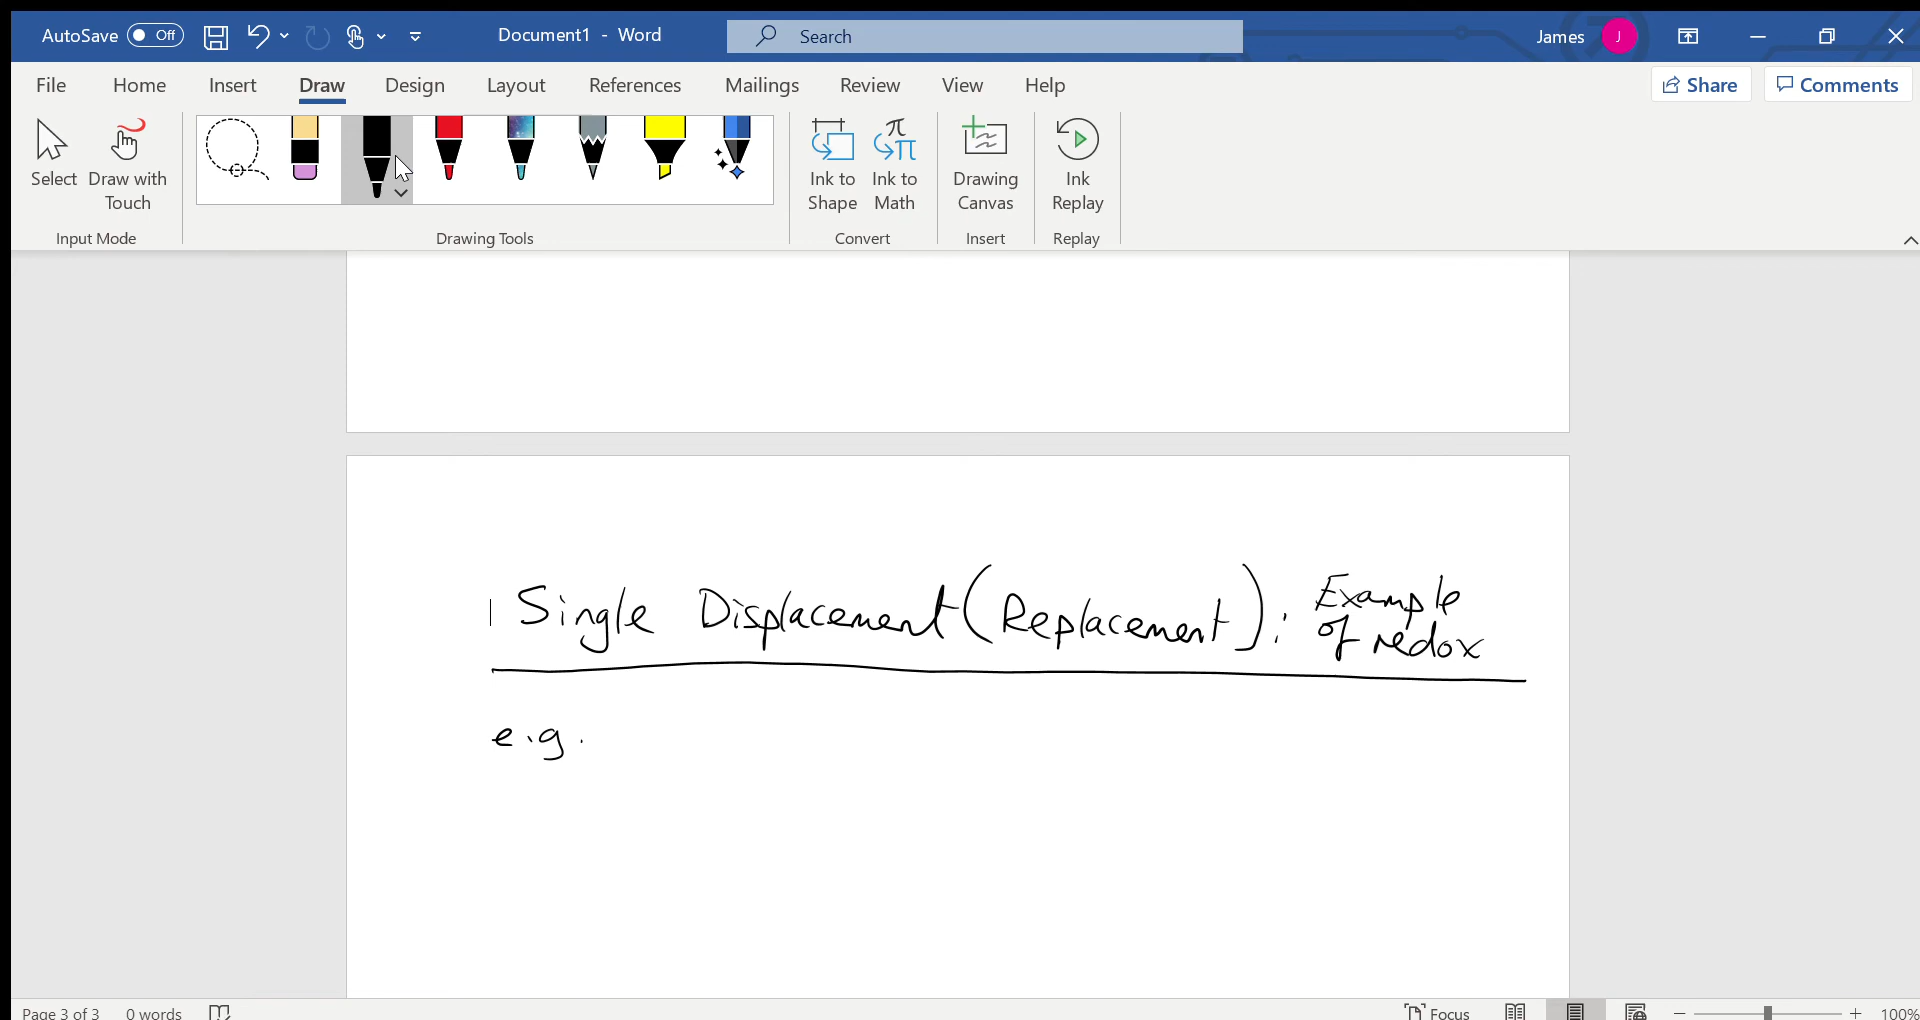 AutoSave Off Document1 - Word Search James J
File Home Insert Draw Design Layout References Mailings Review View Help Share Comments
Select Draw with Touch Ink to Shape Ink to Math Drawing Canvas Ink Replay
Input Mode Drawing Tools Convert Insert Replay
Single Displacement (Replacement): Example
of redox
e.g.
Page 3 of 3 0 words Focus 100%